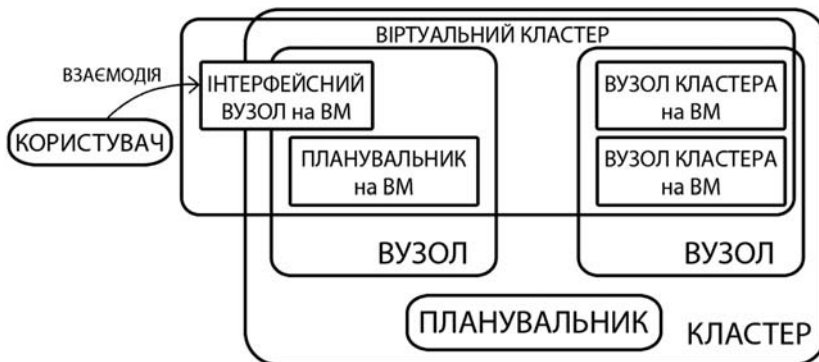 ВІРТУАЛЬНИЙ КЛАСТЕР
ВЗАЄМОДІЯ
ІНТЕРФЕЙСНИЙ
ВУЗОЛ на ВМ
ВУЗОЛ КЛАСТЕРА
на ВМ
КОРИСТУВАЧ
ПЛАНУВАЛЬНИК
на ВМ
ВУЗОЛ КЛАСТЕРА
на ВМ
ВУЗОЛ
ВУЗОЛ
ПЛАНУВАЛЬНИК
КЛАСТЕР